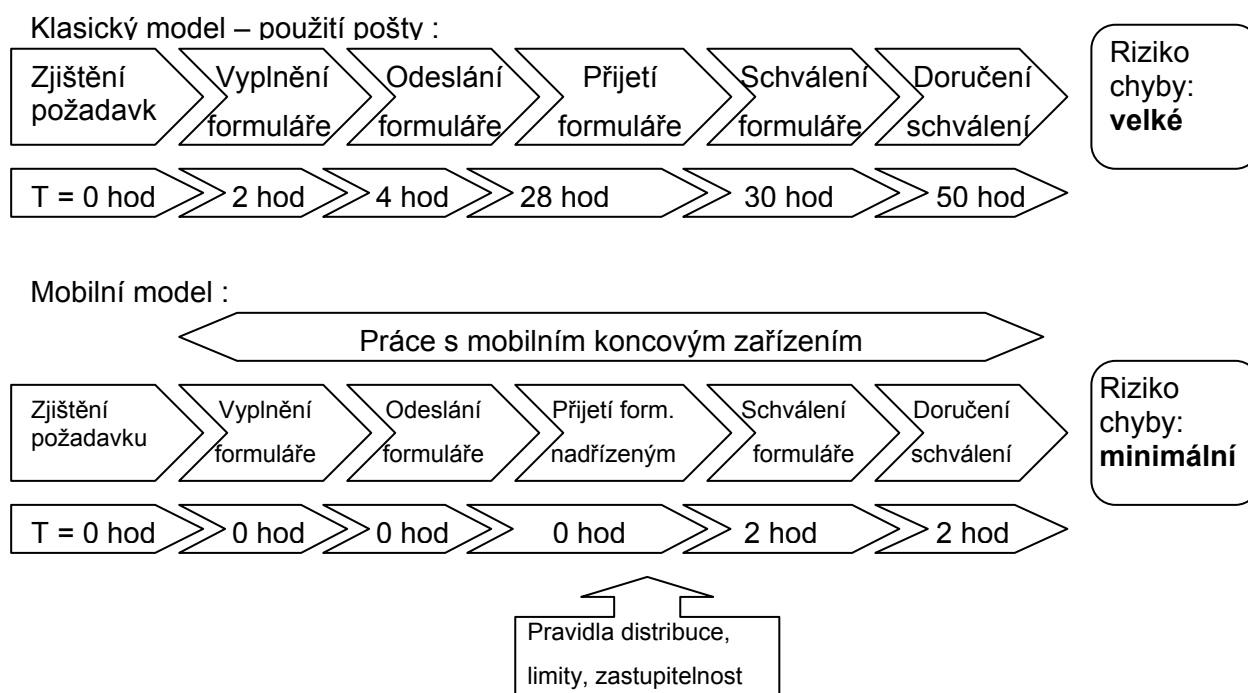 Klasický model – použití pošty :
Zjištění
požadavk
Vyplnění
formuláře
Odeslání
formuláře
Přijetí
formuláře
Schválení
formuláře
Doručení
schválení
Riziko
chyby:
velké
T = 0 hod
2 hod
4 hod
28 hod
30 hod
50 hod
Mobilní model :
Práce s mobilním koncovým zařízením
Zjištění
požadavku
Vyplnění
formuláře
Odeslání
formuláře
Přijetí form.
nadřízeným
Schválení
formuláře
Doručení
schválení
Riziko
chyby:
minimální
T = 0 hod
0 hod
0 hod
0 hod
2 hod
2 hod
Pravidla distribuce,
limity, zastupitelnost